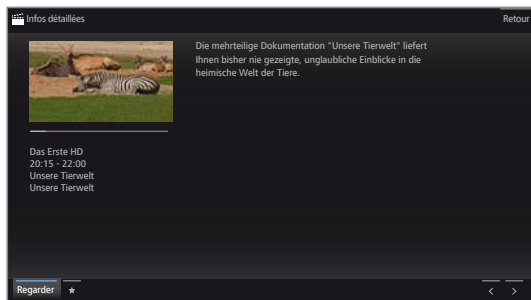 Infos détaillées
Retour
Die mehrteilige Dokumentation "Unsere Tierwelt" liefert
Ihnen bisher nie gezeigte, unglaubliche Einblicke in die
heimische Welt der Tiere.
Das Erste HD
20:15 - 22:00
Unsere Tierwelt
Unsere Tierwelt
Regarder